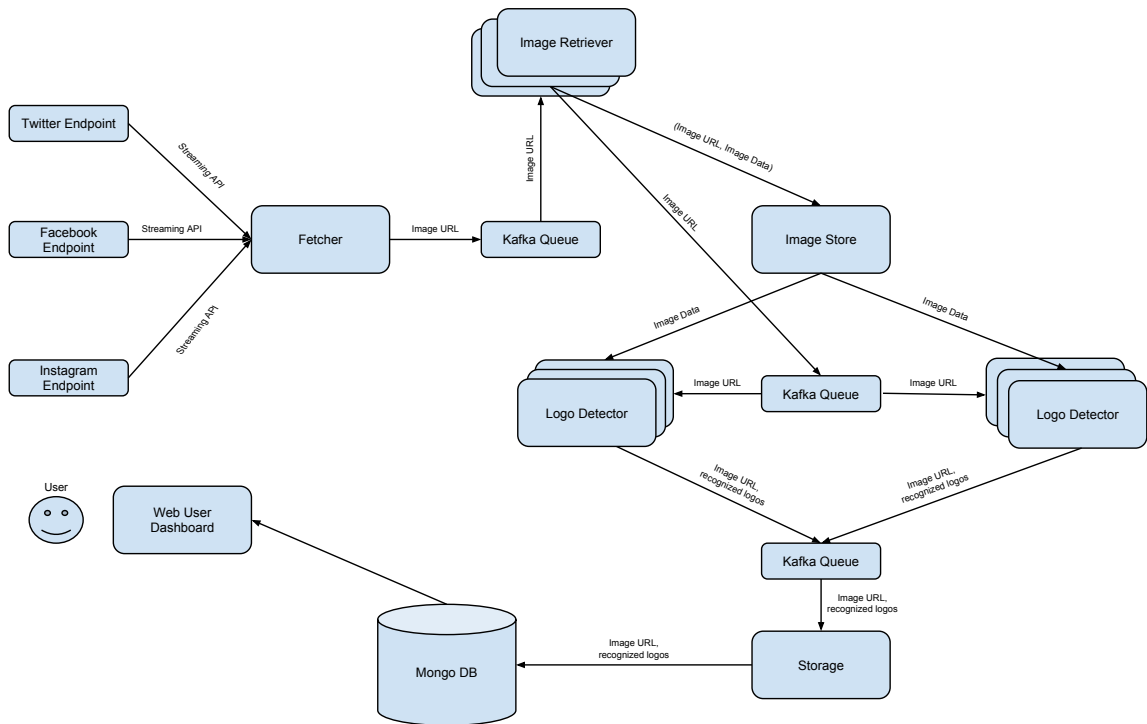 Image Retriever
Twitter Endpoint
Streaming API
Image URL
(Image URL, Image Data)
Image URL
Facebook
Endpoint
Streaming API
Fetcher
Image URL
Kafka Queue
Image Store
Streaming API
Image Data
Image Data
Instagram
Endpoint
Logo Detector
Image URL
Kafka Queue
Image URL
Logo Detector
Image URL,
recognized logos
Image URL,
recognized logos
User
Web User
Dashboard
Kafka Queue
Image URL,
recognized logos
Mongo DB
Image URL,
recognized logos
Storage